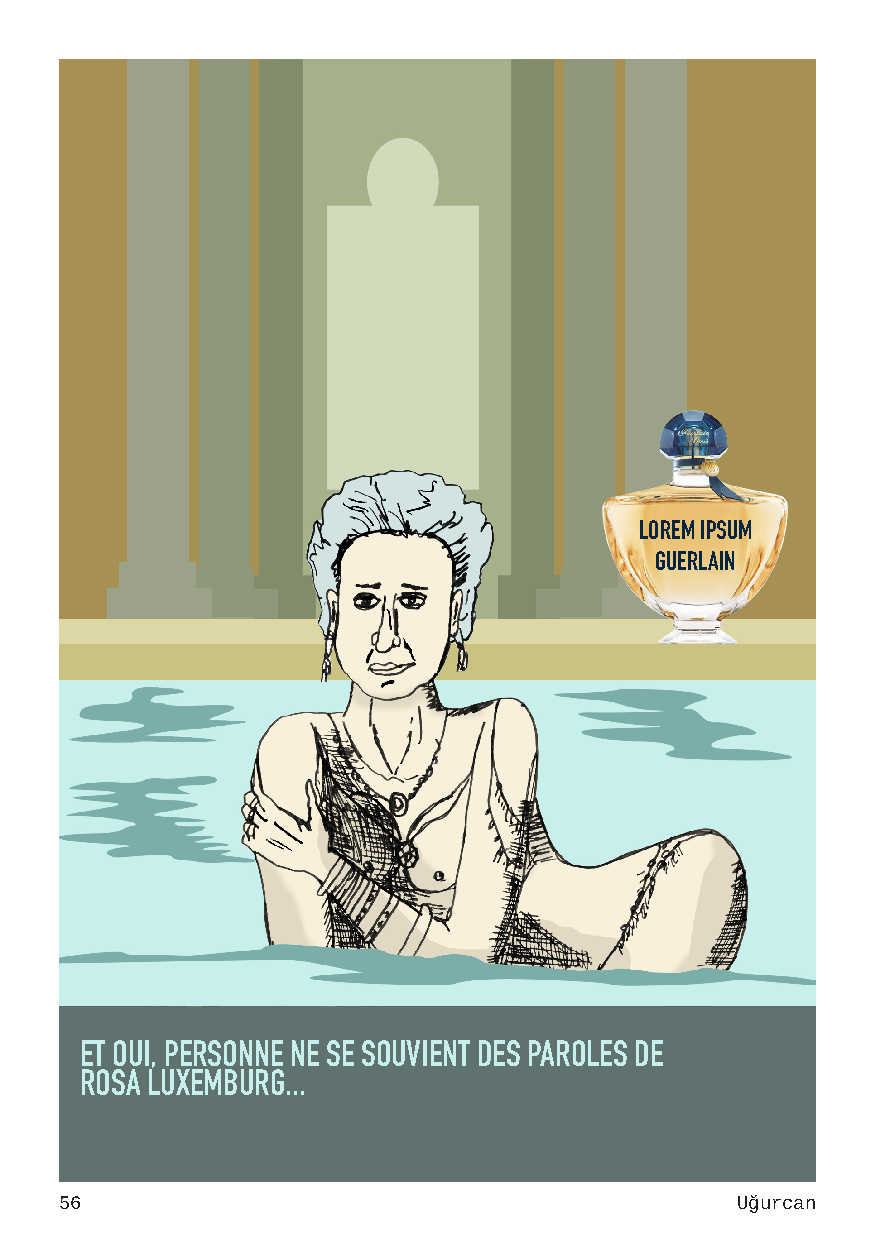 LOREM IPSUM
GUERLAIN
ET OUI, PERSONNE NE SE SOUVIENT DES PAROLES DE
ROSA LUXEMBURG...
56
Uğurcan